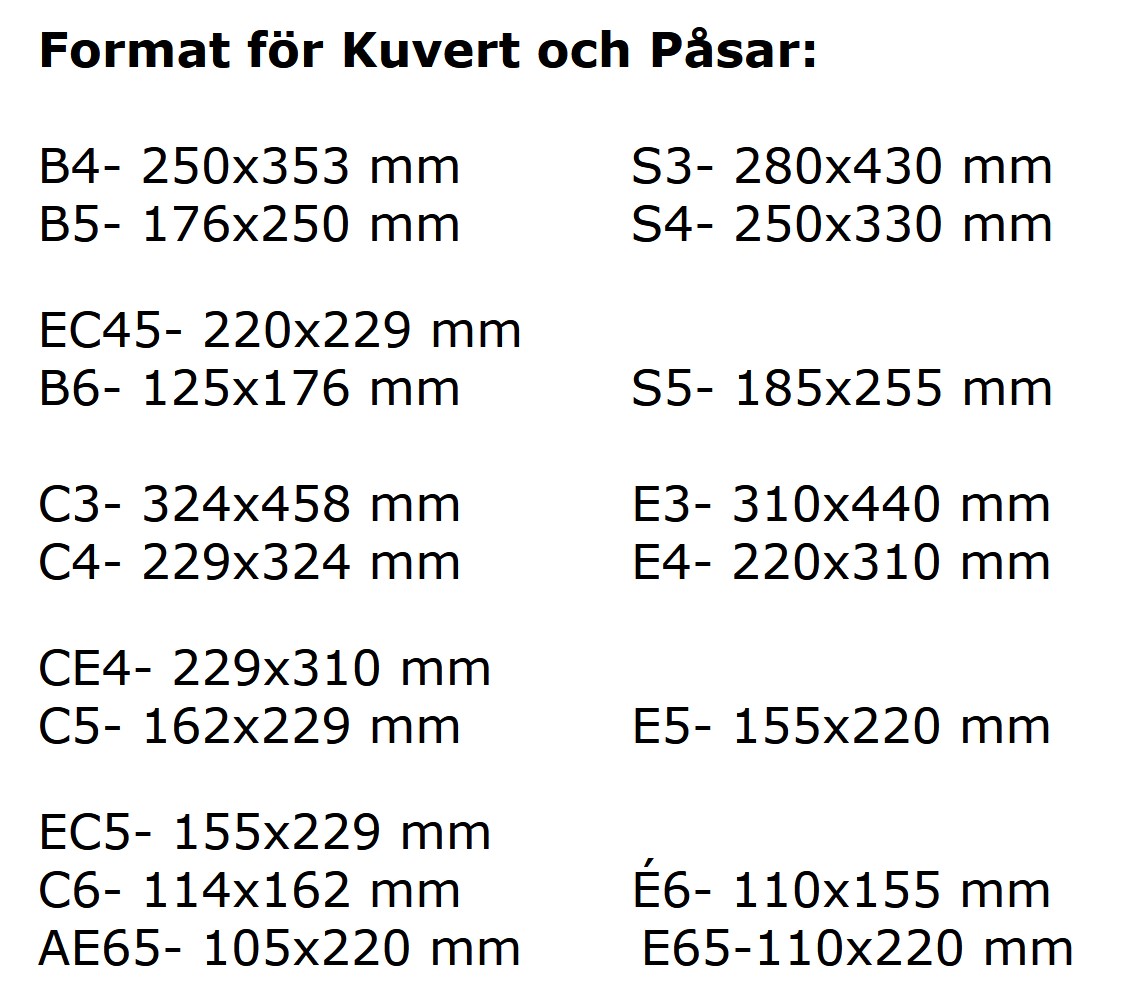 Format för Kuvert och Påsar:
B4- 250x353 mm S3- 280x430 mm
B5- 176x250 mm S4- 250x330 mm
EC45- 220x229 mm
B6- 125x176 mm S5- 185x255 mm
C3- 324x458 mm E3- 310x440 mm
C4- 229x324 mm E4- 220x310 mm
CE4- 229x310 mm
C5- 162x229 mm E5- 155x220 mm
EC5- 155x229 mm
C6- 114x162 mm É6- 110x155 mm
AE65- 105x220 mm E65-110x220 mm